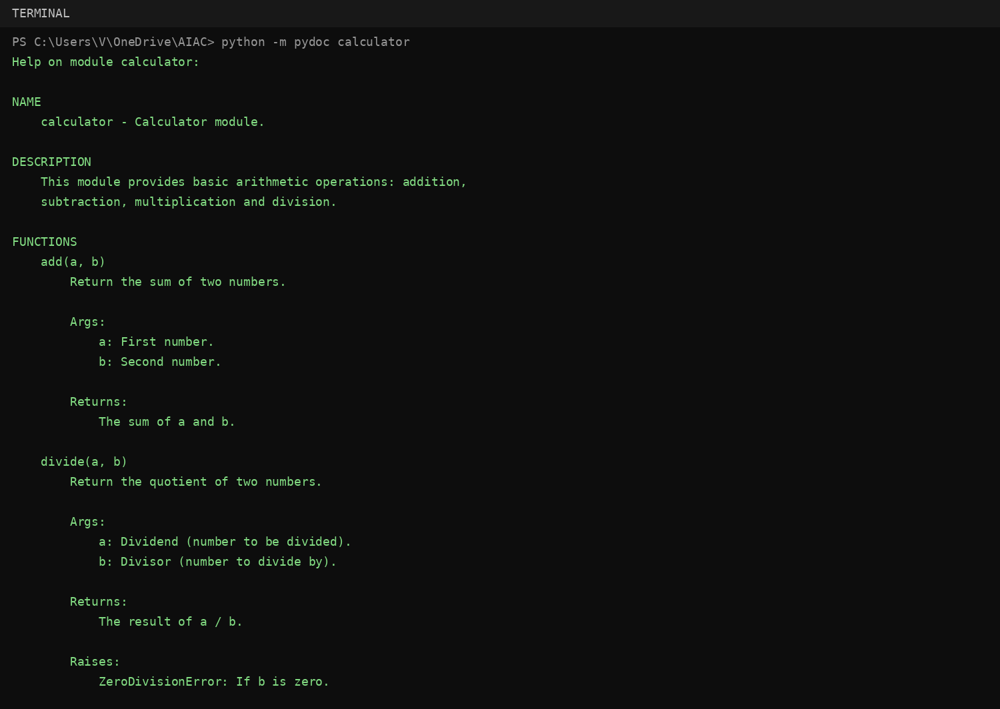 TERMINAL
PS C:\Users\V\OneDrive\AIAC> python -m pydoc calculator
Help on module calculator:
NAME
calculator - Calculator module.
DESCRIPTION
This module provides basic arithmetic operations: addition,
subtraction, multiplication and division.
FUNCTIONS
add(a, b)
Return the sum of two numbers.
Args:
a: First number.
b: Second number.
Returns:
The sum of a and b.
divide(a, b)
Return the quotient of two numbers.
Args:
a: Dividend (number to be divided).
b: Divisor (number to divide by).
Returns:
The result of a / b.
Raises:
ZeroDivisionError: If b is zero.